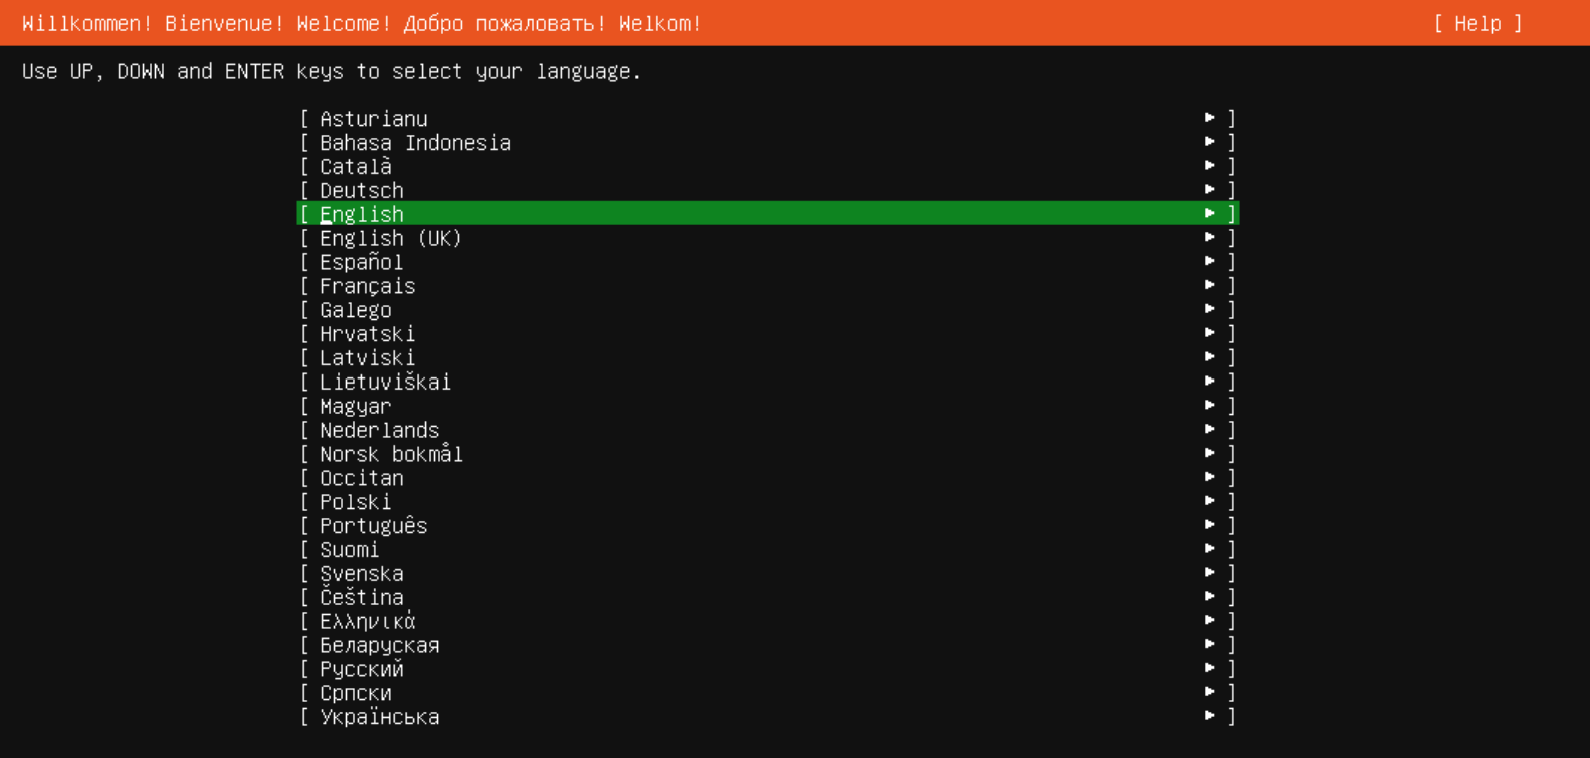 Willkommen! Bienvenue! Welcome! Добро пожаловать! Welkom! [ Help ]
Use UP, DOWN and ENTER keys to select your language.
[ Asturianu ► ]
[ Bahasa Indonesia ► ]
[ Català ► ]
[ Deutsch ► ]
[ English ► ]
[ English (UK) ► ]
[ Español ► ]
[ Français ► ]
[ Galego ► ]
[ Hrvatski ► ]
[ Latviski ► ]
[ Lietuviškai ► ]
[ Magyar ► ]
[ Nederlands ► ]
[ Norsk bokmål ► ]
[ Occitan ► ]
[ Polski ► ]
[ Português ► ]
[ Suomi ► ]
[ Svenska ► ]
[ Čeština ► ]
[ Ελληνικά ► ]
[ Беларуская ► ]
[ Русский ► ]
[ Српски ► ]
[ Українська ► ]